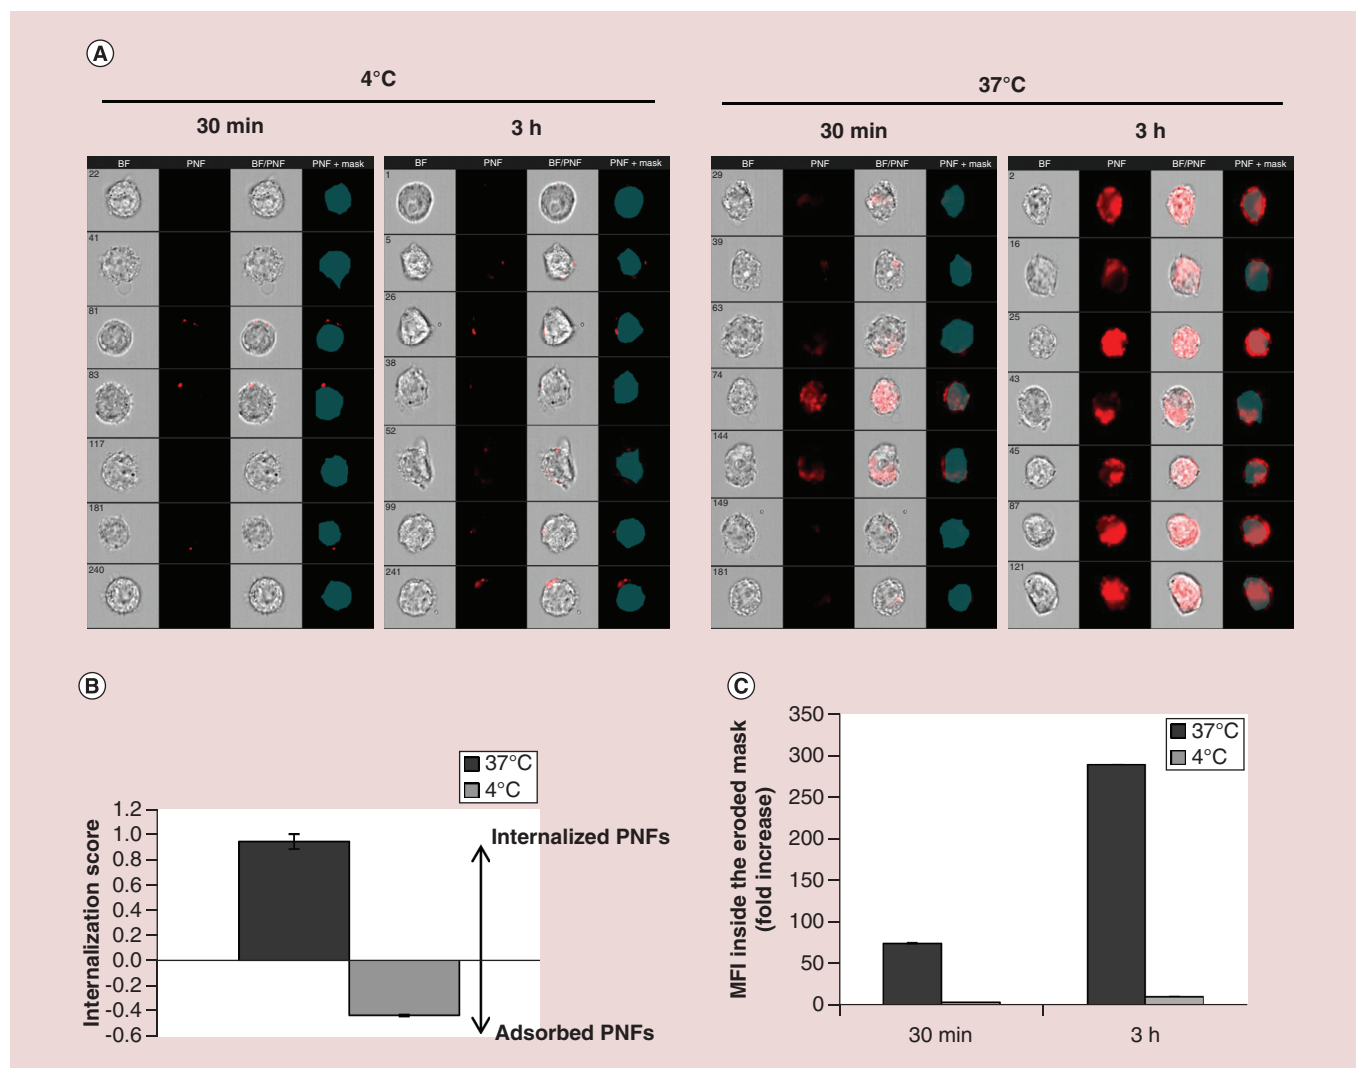 A
4°C
37°C
30 min
3 h
30 min
3 h
BF PNF BF/PNF PNF + mask
22
41
81
83
117
181
240
BF PNF BF/PNF PNF + mask
1
5
26
38
52
99
241
BF PNF BF/PNF PNF + mask
29
39
63
74
144
149
181
BF PNF BF/PNF PNF + mask
2
16
25
43
45
87
121
B
37°C
4°C
Internalization score
1.2
1.0
0.8
0.6
0.4
0.2
0.0
-0.2
-0.4
-0.6
Internalized PNFs
Adsorbed PNFs
C
37°C
4°C
MFI inside the eroded mask
(fold increase)
350
300
250
200
150
100
50
0
30 min
3 h